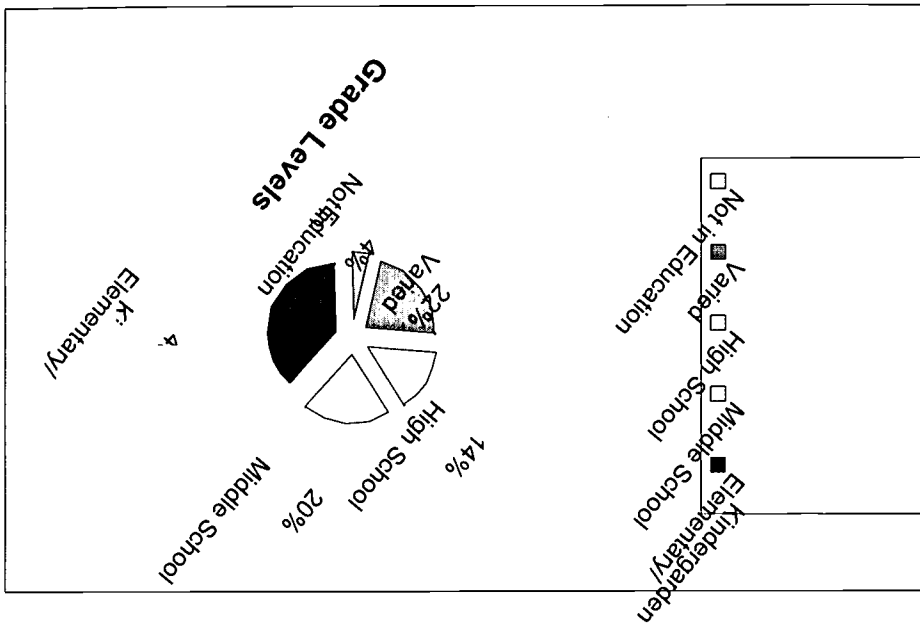 Grade Levels
Not in
Education
4%
Varied
22%
High School
14%
Middle School
20%
Elementary/
Not in Education
Varied
High School
Middle School
Elementary/
Kindergarden